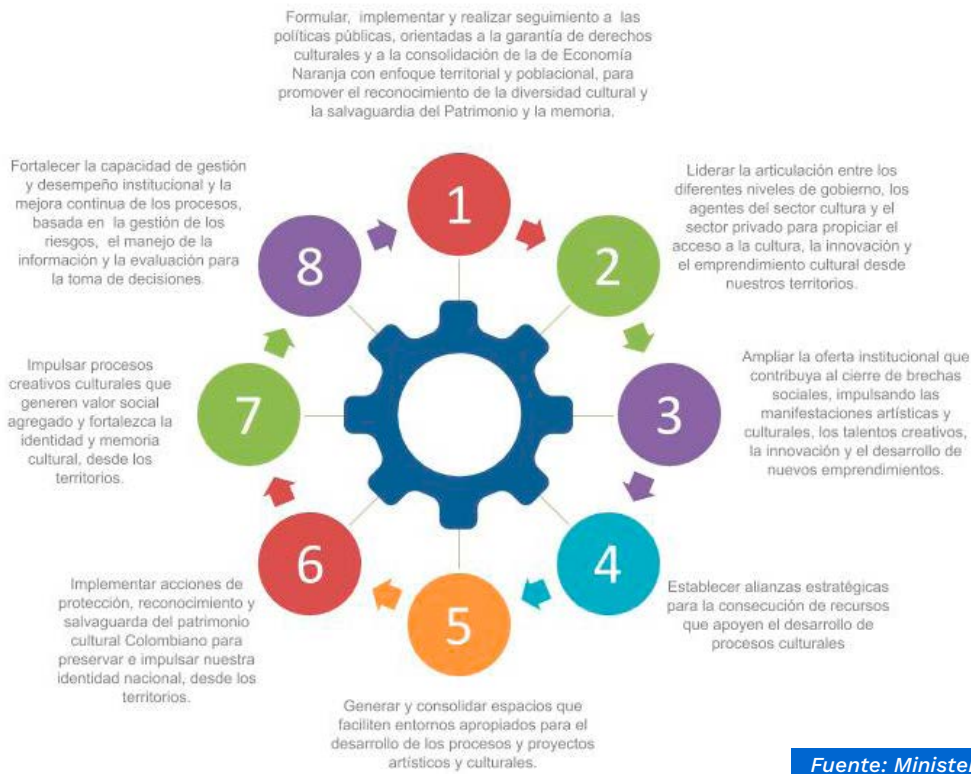 Formular, implementar y realizar seguimiento a las
políticas públicas, orientadas a la garantía de derechos
culturales y a la consolidación de la de Economía
Naranja con enfoque territorial y poblacional, para
promover el reconocimiento de la diversidad cultural y
la salvaguardia del Patrimonio y la memoria.
1
Liderar la articulación entre los
diferentes niveles de gobierno, los
agentes del sector cultura y el
sector privado para propiciar el
acceso a la cultura, la innovación y
el emprendimiento cultural desde
nuestros territorios.
2
Ampliar la oferta institucional que
contribuya al cierre de brechas
sociales, impulsando las
manifestaciones artísticas y
culturales, los talentos creativos,
la innovación y el desarrollo de
nuevos emprendimientos.
3
Establecer alianzas estratégicas
para la consecución de recursos
que apoyen el desarrollo de
procesos culturales
4
5
Generar y consolidar espacios que
faciliten entornos apropiados para el
desarrollo de los procesos y proyectos
artísticos y culturales.
6
Implementar acciones de
protección, reconocimiento y
salvaguarda del patrimonio
cultural Colombiano para
preservar e impulsar nuestra
identidad nacional, desde los
territorios.
7
Impulsar procesos
creativos culturales que
generen valor social
agregado y fortalezca la
identidad y memoria
cultural, desde los
territorios.
8
Fortalecer la capacidad de gestión
y desempeño institucional y la
mejora continua de los procesos,
basada en la gestión de los
riesgos, el manejo de la
información y la evaluación para
la toma de decisiones.
Fuente: Ministe